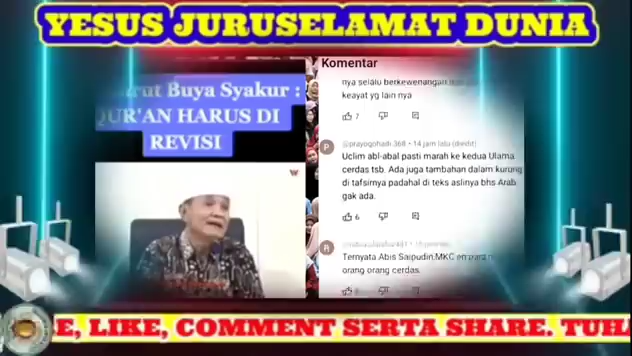 YESUS JURUSELAMAT DUNIA
Buya Syakur :
QUR'AN HARUS DI
REVISI
Komentar
nya selalu berkewenangan
keayat yg lain nya
7
P
@prayogohadi.368 • 14 jam lalu (diedit)
Uclim abl-abal pasti marah ke kedua Ulama
cerdas tsb. Ada juga tambahan dalam kurung
di tafsirnya padahal di teks aslinya bhs Arab
gak ada.
6
R
Ternyata Abis Saipudin,MKC en para
orang orang cerdas.
E, LIKE, COMMENT SERTA SHARE.